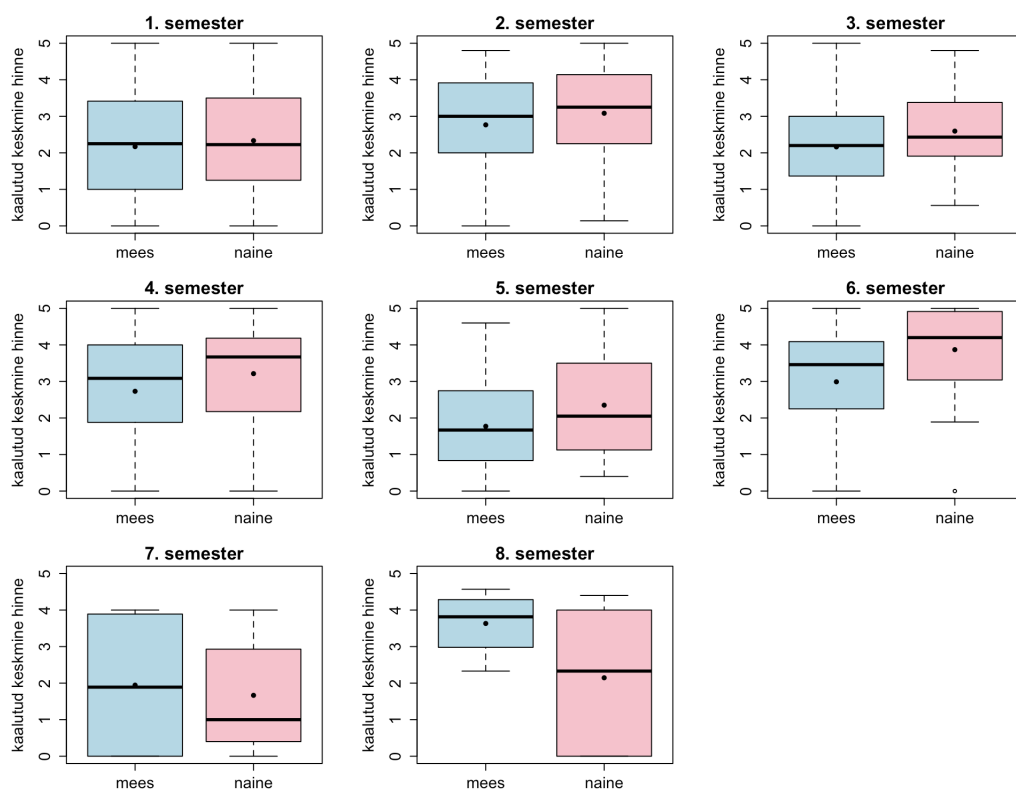 1. semester
kaalutud keskmine hinne
0 1 2 3 4 5
mees naine
2. semester
kaalutud keskmine hinne
0 1 2 3 4 5
mees naine
3. semester
kaalutud keskmine hinne
0 1 2 3 4 5
mees naine
4. semester
kaalutud keskmine hinne
0 1 2 3 4 5
mees naine
5. semester
kaalutud keskmine hinne
0 1 2 3 4 5
mees naine
6. semester
kaalutud keskmine hinne
0 1 2 3 4 5
mees naine
7. semester
kaalutud keskmine hinne
0 1 2 3 4 5
mees naine
8. semester
kaalutud keskmine hinne
0 1 2 3 4 5
mees naine